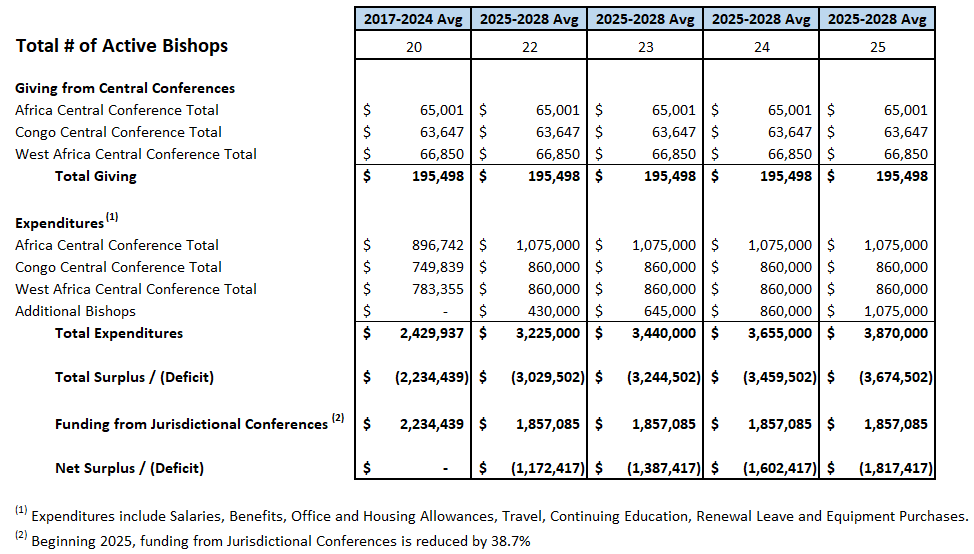 2017-2024 Avg 2025-2028 Avg 2025-2028 Avg 2025-2028 Avg 2025-2028 Avg
Total # of Active Bishops 20 22 23 24 25
Giving from Central Conferences
Africa Central Conference Total $ 65,001 $ 65,001 $ 65,001 $ 65,001 $ 65,001
Congo Central Conference Total $ 63,647 $ 63,647 $ 63,647 $ 63,647 $ 63,647
West Africa Central Conference Total $ 66,850 $ 66,850 $ 66,850 $ 66,850 $ 66,850
Total Giving $ 195,498 $ 195,498 $ 195,498 $ 195,498 $ 195,498
Expenditures (1)
Africa Central Conference Total $ 896,742 $ 1,075,000 $ 1,075,000 $ 1,075,000 $ 1,075,000
Congo Central Conference Total $ 749,839 $ 860,000 $ 860,000 $ 860,000 $ 860,000
West Africa Central Conference Total $ 783,355 $ 860,000 $ 860,000 $ 860,000 $ 860,000
Additional Bishops $ - $ 430,000 $ 645,000 $ 860,000 $ 1,075,000
Total Expenditures $ 2,429,937 $ 3,225,000 $ 3,440,000 $ 3,655,000 $ 3,870,000
Total Surplus / (Deficit) $ (2,234,439) $ (3,029,502) $ (3,244,502) $ (3,459,502) $ (3,674,502)
Funding from Jurisdictional Conferences (2) $ 2,234,439 $ 1,857,085 $ 1,857,085 $ 1,857,085 $ 1,857,085
Net Surplus / (Deficit) $ - $ (1,172,417) $ (1,387,417) $ (1,602,417) $ (1,817,417)
(1) Expenditures include Salaries, Benefits, Office and Housing Allowances, Travel, Continuing Education, Renewal Leave and Equipment Purchases.
(2) Beginning 2025, funding from Jurisdictional Conferences is reduced by 38.7%